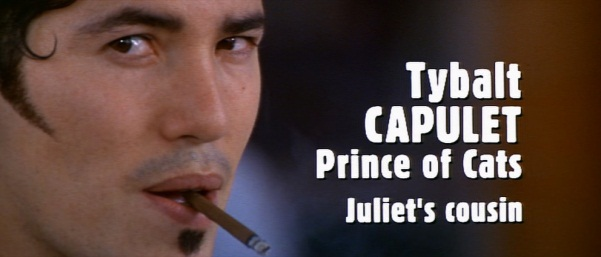 Tybalt
CAPULET
Prince of Cats
Juliet's cousin